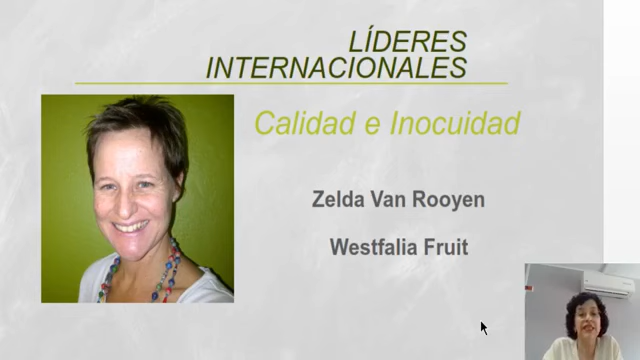 LÍDERES
INTERNACIONALES
Calidad e Inocuidad
Zelda Van Rooyen
Westfalia Fruit